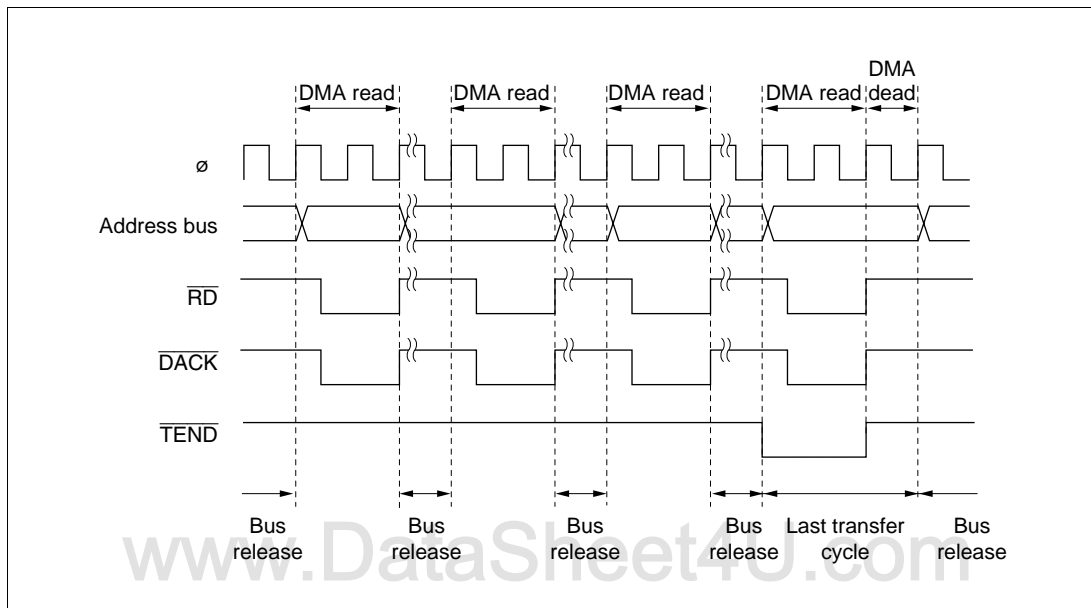 DMA
DMA read DMA read DMA read DMA read dead
ø
Address bus
RD
DACK
TEND
Bus Bus Bus Bus Last transfer Bus
release release release release cycle release
www.DataSheet4U.com